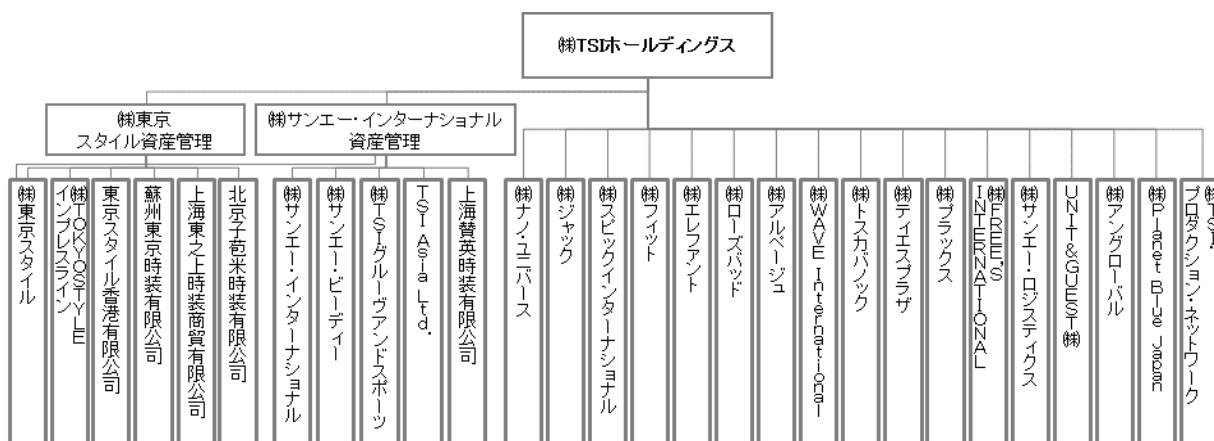 ㈱TSIホールディングス
㈱東京
スタイル資産管理
㈱サンエー・インターナショナル
資産管理
㈱東京スタイル
㈱TOKYOSTYLE
インプレスライン
東京スタイル香港有限公司
蘇州東京時装有限公司
上海東之上時装商貿有限公司
北京子苞米時装有限公司
㈱サンエー・インターナショナル
㈱サンエー・ビーディー
㈱TSIグルーヴアンドスポーツ
TSI Asia Ltd.
上海賛英時装有限公司
㈱ナノ・ユニバース
㈱ジャック
㈱スピックインターナショナル
㈱フィット
㈱エレファント
㈱ローズバッド
㈱アルページュ
㈱WAVE International
㈱トスカバノック
㈱ティエスプラザ
㈱プラックス
㈱FREE'S
INTERNATIONAL
㈱サンエー・ロジスティクス
UNIT&GUEST㈱
㈱アングローバル
㈱Planet Blue Japan
㈱TSI・
プロダクション・ネットワーク